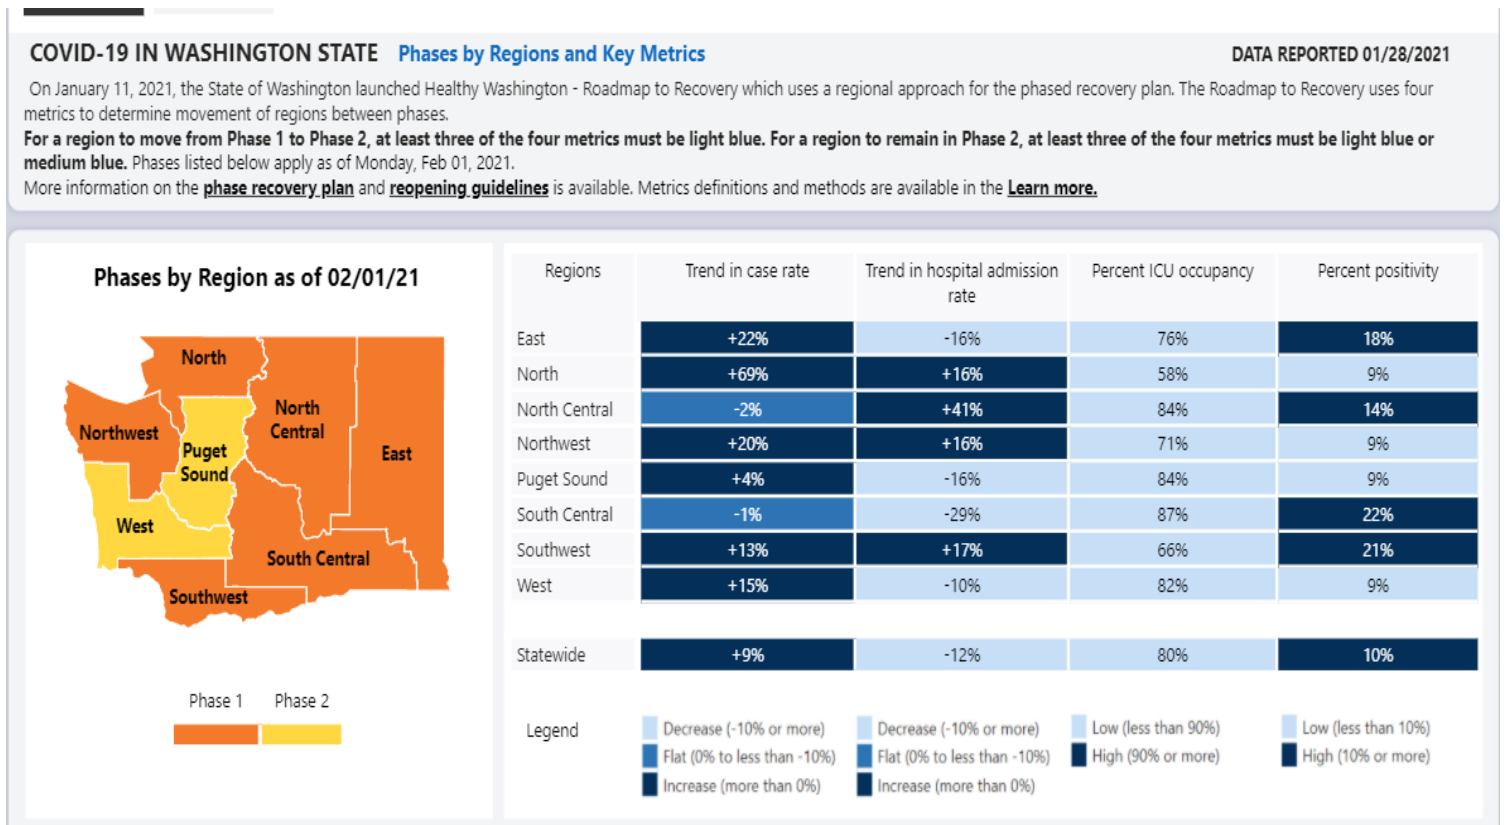 COVID-19 IN WASHINGTON STATE Phases by Regions and Key Metrics DATA REPORTED 01/28/2021
On January 11, 2021, the State of Washington launched Healthy Washington - Roadmap to Recovery which uses a regional approach for the phased recovery plan. The Roadmap to Recovery uses four
metrics to determine movement of regions between phases.
For a region to move from Phase 1 to Phase 2, at least three of the four metrics must be light blue. For a region to remain in Phase 2, at least three of the four metrics must be light blue or
medium blue. Phases listed below apply as of Monday, Feb 01, 2021.
More information on the phase recovery plan and reopening guidelines is available. Metrics definitions and methods are available in the Learn more.
Phases by Region as of 02/01/21
North
North
Central
Northwest
Puget
Sound
East
West
South Central
Southwest
Phase 1 Phase 2
Regions Trend in case rate Trend in hospital admission Percent ICU occupancy Percent positivity
rate
East +22% -16% 76% 18%
North +69% +16% 58% 9%
North Central -2% +41% 84% 14%
Northwest +20% +16% 71% 9%
Puget Sound +4% -16% 84% 9%
South Central -1% -29% 87% 22%
Southwest +13% +17% 66% 21%
West +15% -10% 82% 9%
Statewide +9% -12% 80% 10%
Legend Decrease (-10% or more) Decrease (-10% or more) Low (less than 90%) Low (less than 10%)
Flat (0% to less than -10%) Flat (0% to less than -10%) High (90% or more) High (10% or more)
Increase (more than 0%) Increase (more than 0%)